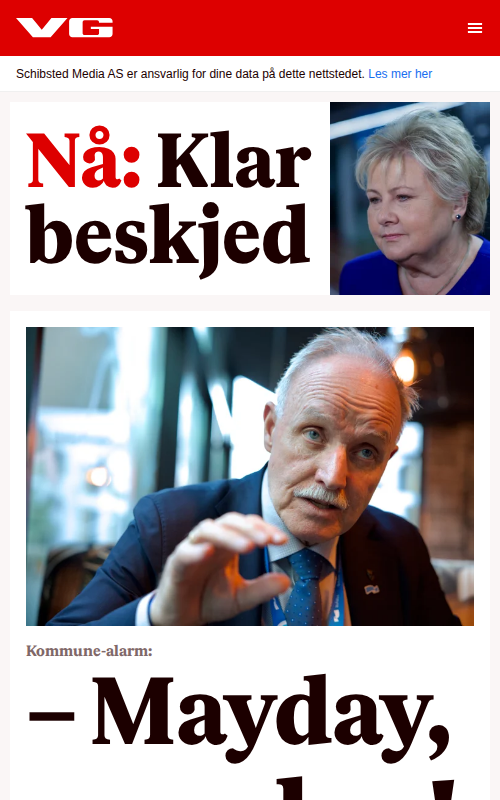 VG
Schibsted Media AS er ansvarlig for dine data på dette nettstedet. Les mer her
Nå: Klar
beskjed
Kommune-alarm:
– Mayday,